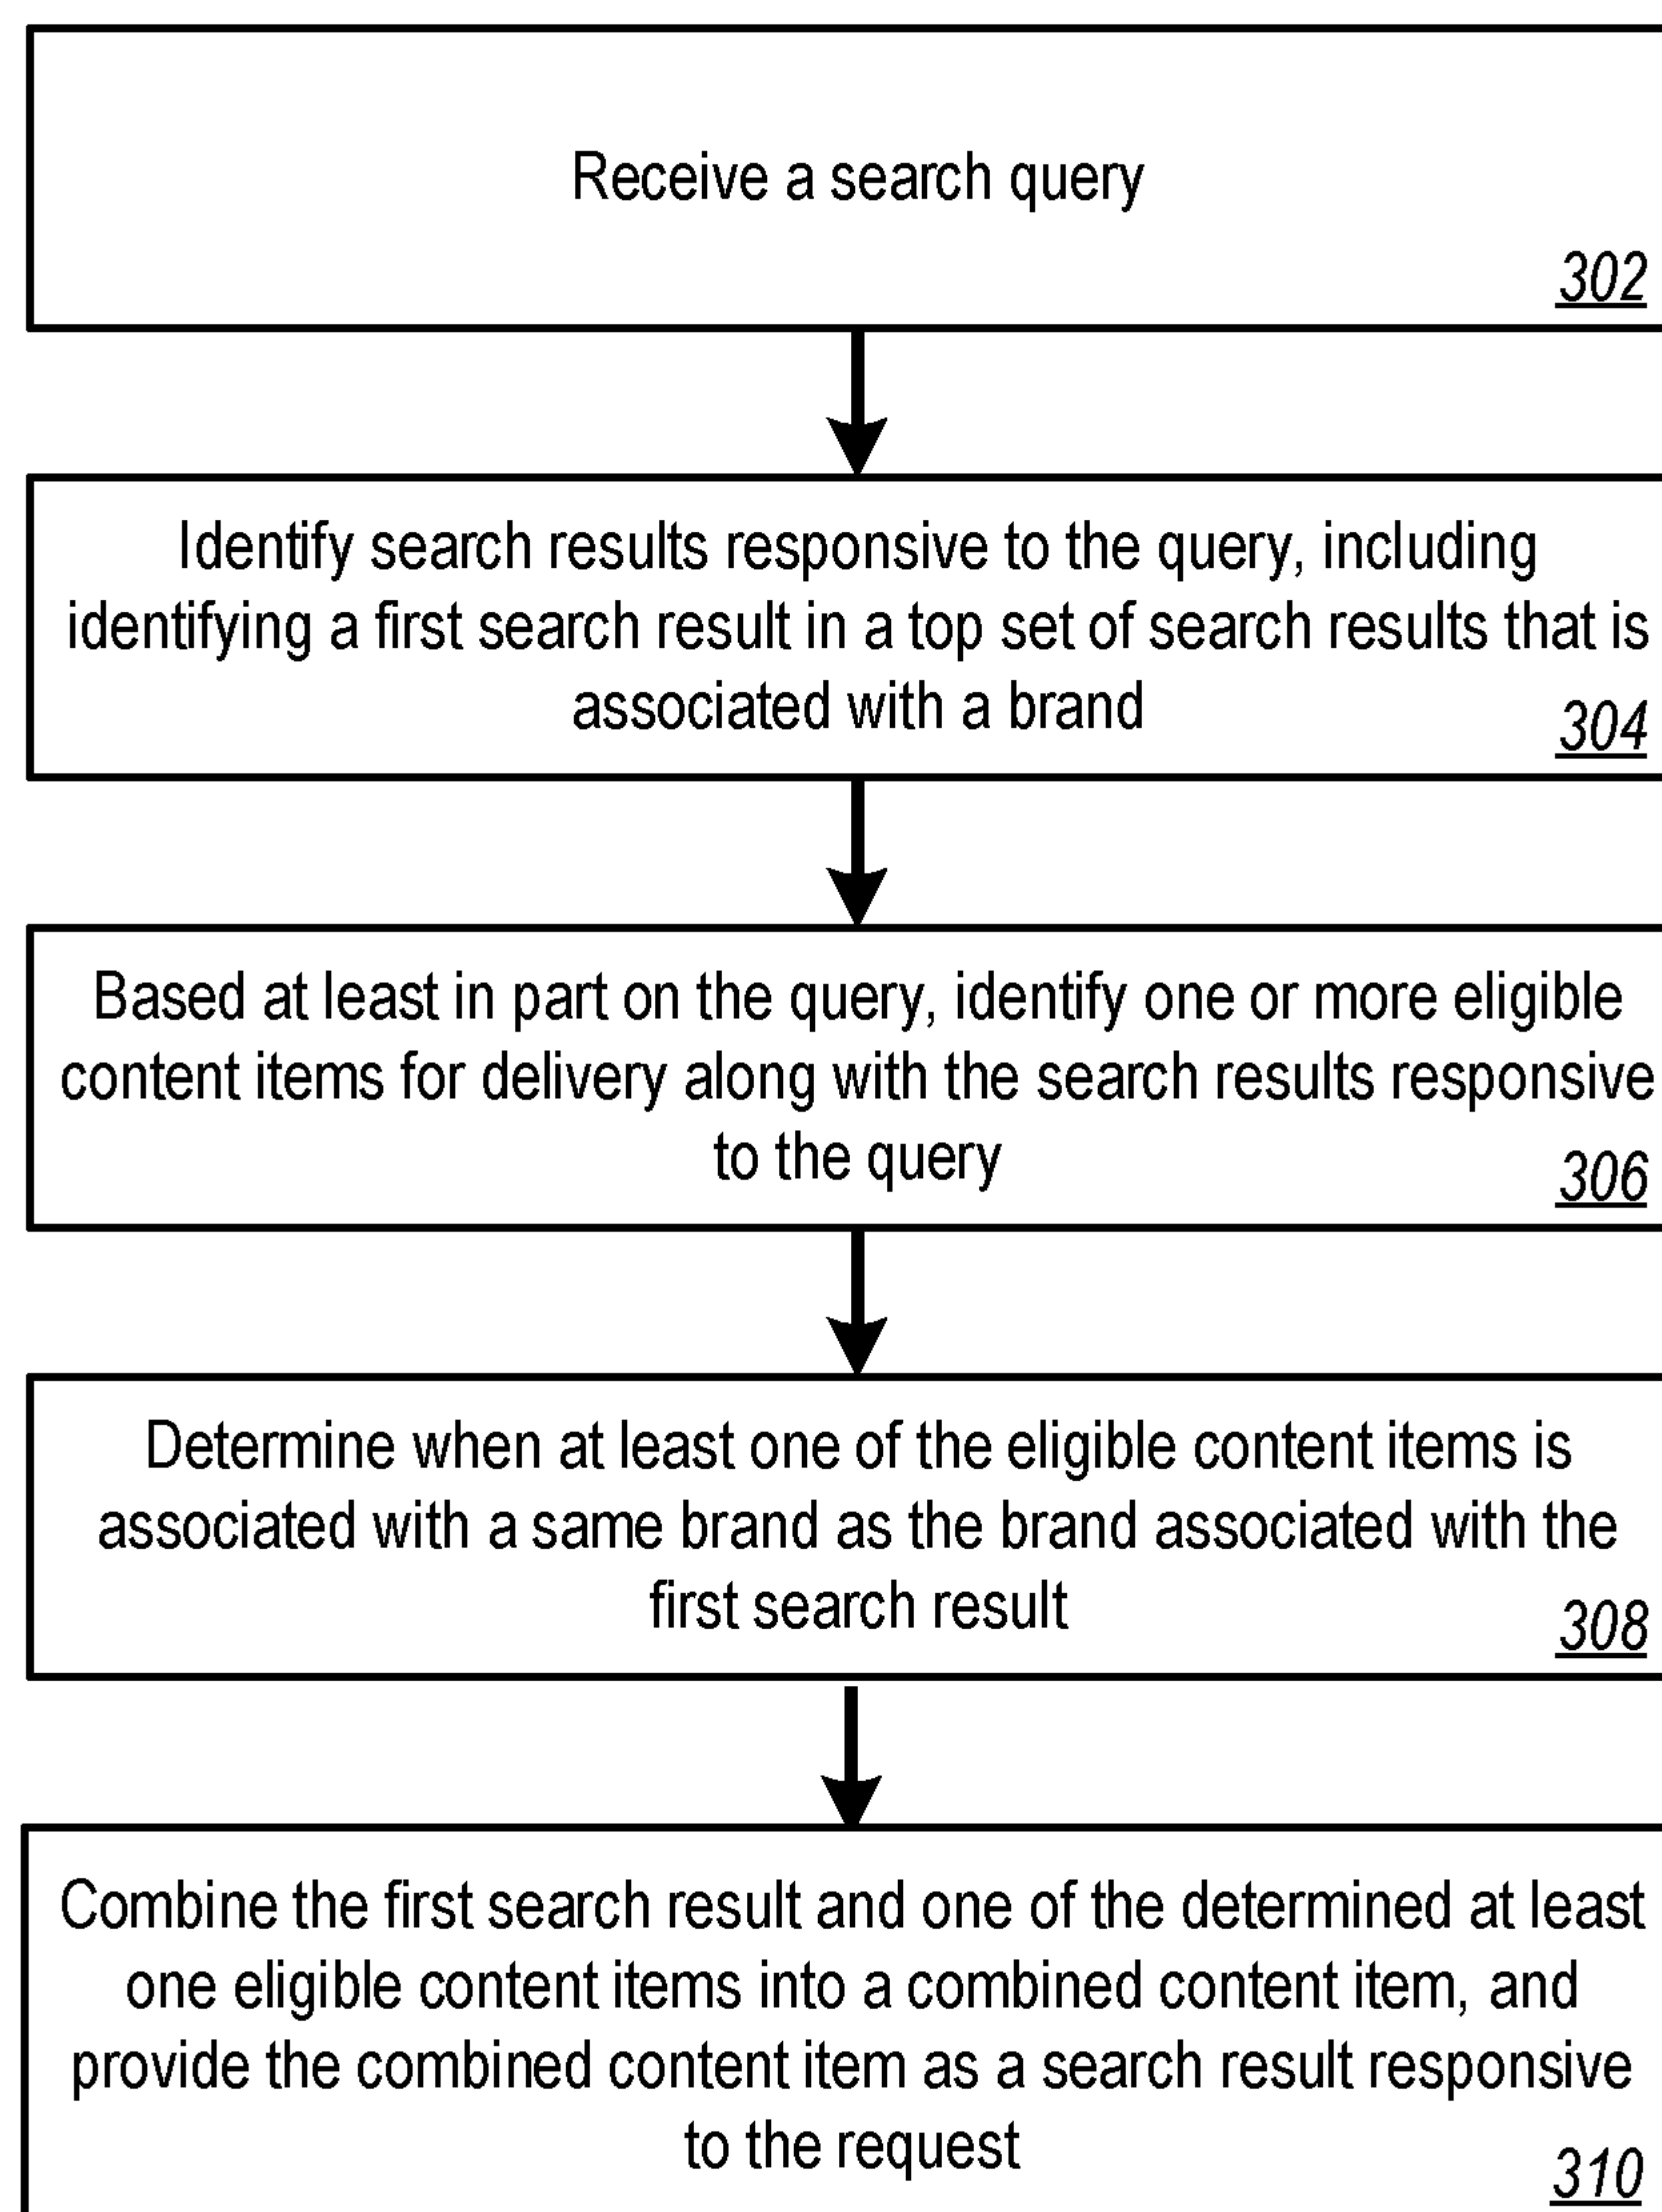 Receive a search query
302
Identify search results responsive to the query, including
identifying a first search result in a top set of search results that is
associated with a brand
304
Based at least in part on the query, identify one or more eligible
content items for delivery along with the search results responsive
to the query
306
Determine when at least one of the eligible content items is
associated with a same brand as the brand associated with the
first search result
308
Combine the first search result and one of the determined at least
one eligible content items into a combined content item, and
provide the combined content item as a search result responsive
to the request
310